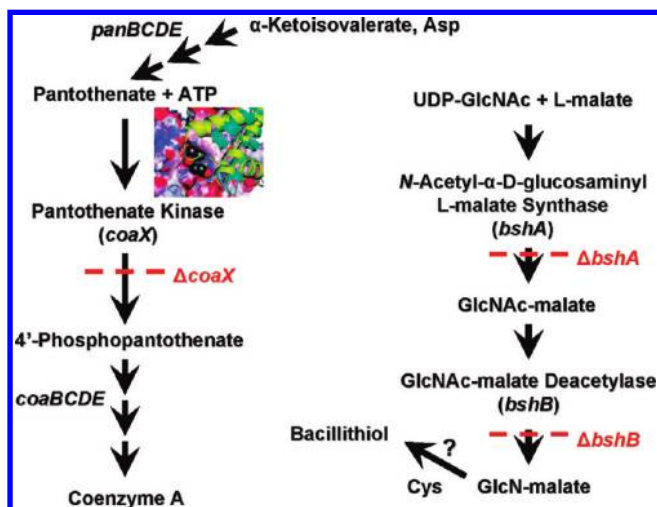 panBCDE
α-Ketoisovalerate, Asp
Pantothenate + ATP
Pantothenate Kinase
(coaX)
ΔcoaX
4'-Phosphopantothenate
coaBCDE
Coenzyme A
UDP-GlcNAc + L-malate
N-Acetyl-α-D-glucosaminyl
L-malate Synthase
(bshA)
ΔbshA
GlcNAc-malate
GlcNAc-malate Deacetylase
(bshB)
ΔbshB
Bacillithiol
?
Cys
GlcN-malate